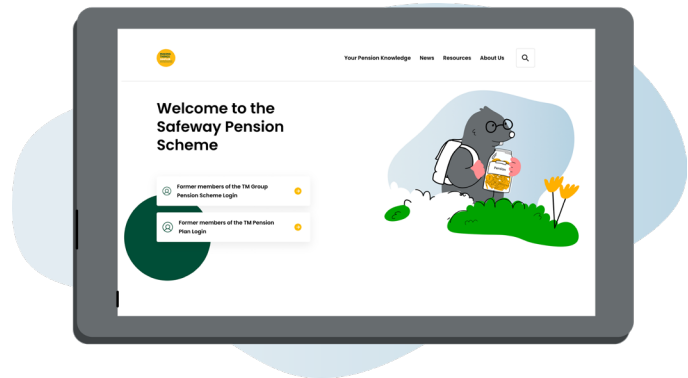 Your Pension Knowledge News Resources About Us
Welcome to the
Safeway Pension
Scheme
Former members of the TM Group
Pension Scheme Login
Former members of the TM Pension
Plan Login
Pension